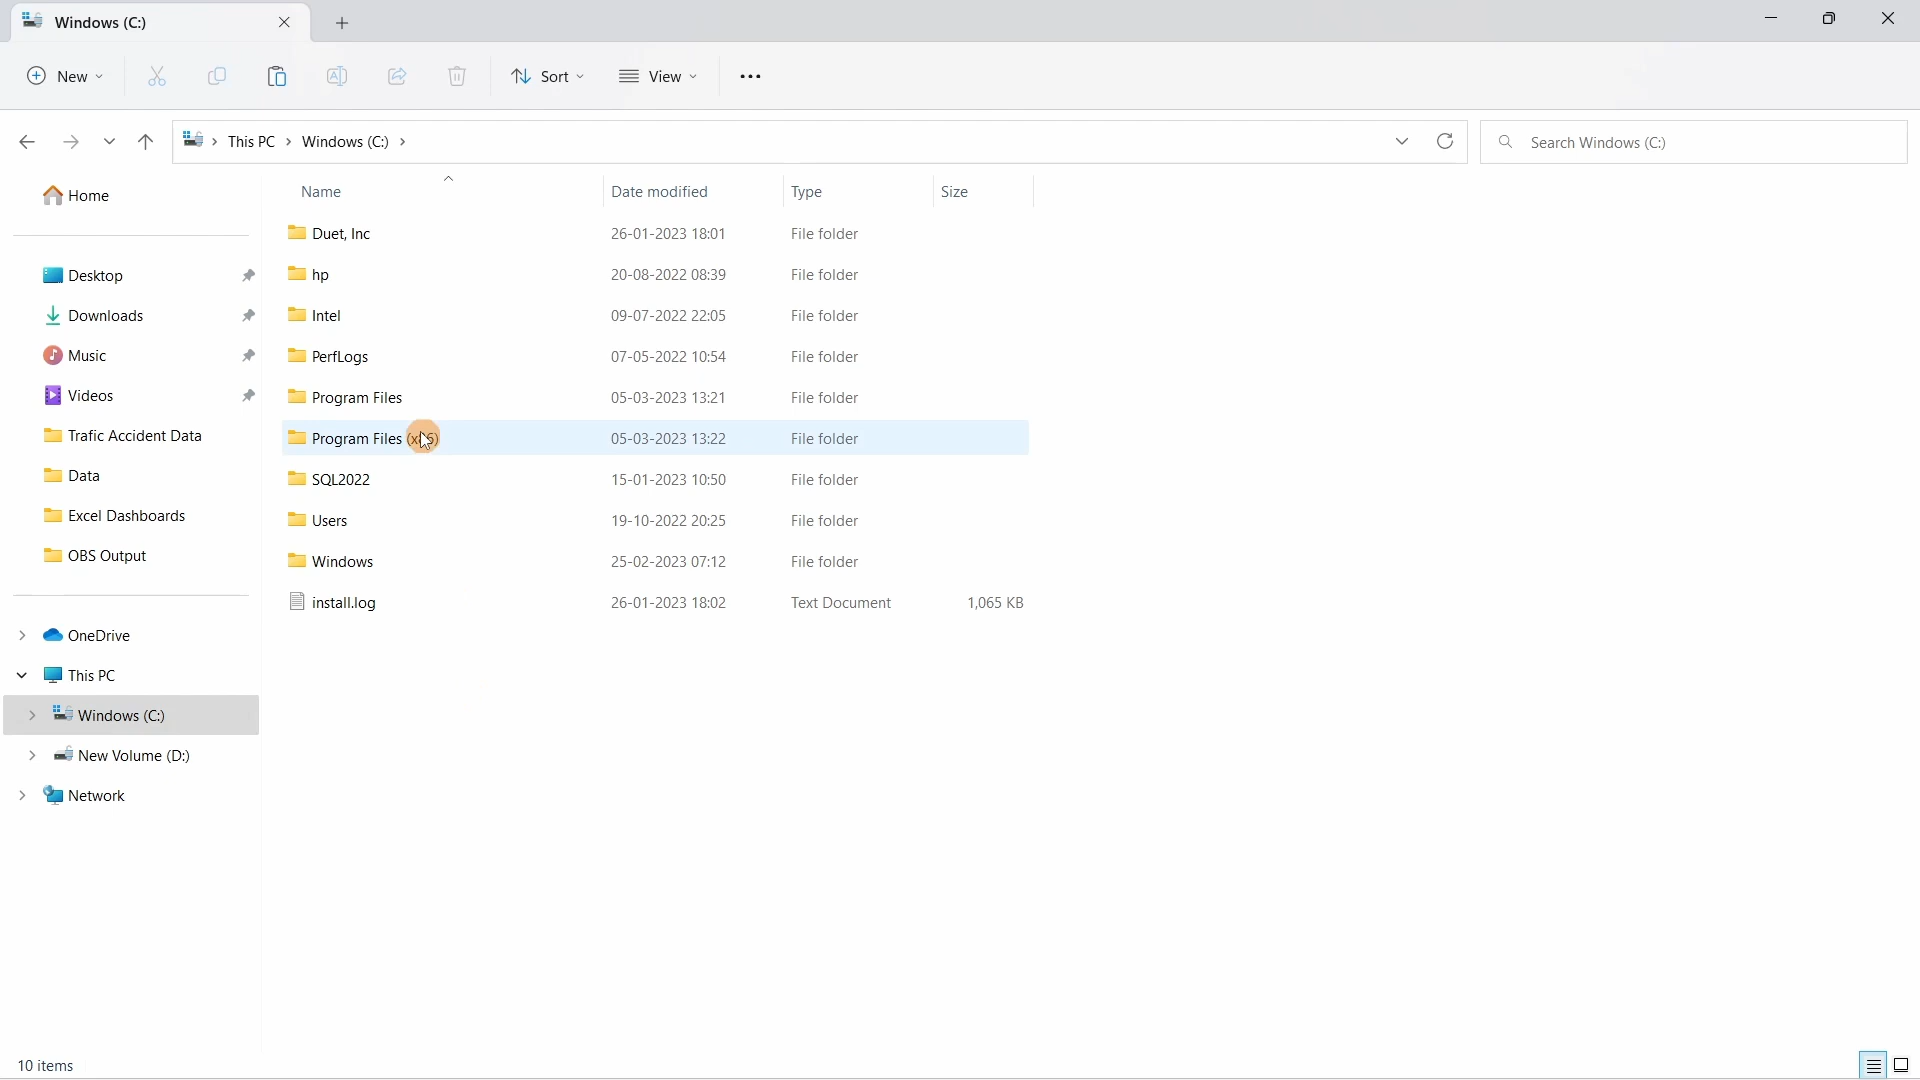 Windows (C:)
New
Sort
View
This PC > Windows (C:) >
Search Windows (C:)
Home
Desktop
Downloads
Music
Videos
Trafic Accident Data
Data
Excel Dashboards
OBS Output
OneDrive
This PC
Windows (C:)
New Volume (D:)
Network
Name Date modified Type Size
Duet, Inc 26-01-2023 18:01 File folder
hp 20-08-2022 08:39 File folder
Intel 09-07-2022 22:05 File folder
PerfLogs 07-05-2022 10:54 File folder
Program Files 05-03-2023 13:21 File folder
Program Files (x86) 05-03-2023 13:22 File folder
SQL2022 15-01-2023 10:50 File folder
Users 19-10-2022 20:25 File folder
Windows 25-02-2023 07:12 File folder
install.log 26-01-2023 18:02 Text Document 1,065 KB
10 items